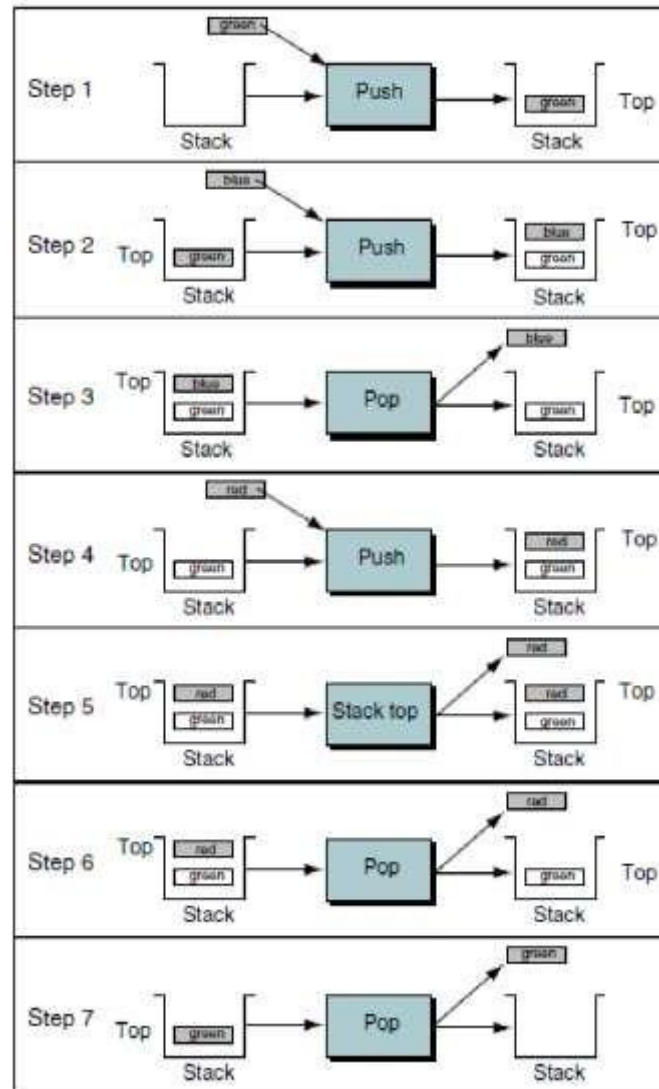 green
Step 1
Push
green
Top
Stack
Stack
blue
Step 2
Top
green
Push
blue
green
Top
Stack
Stack
blue
Step 3
Top
blue
green
Pop
green
Top
Stack
Stack
red
Step 4
Top
green
Push
red
green
Top
Stack
Stack
red
Step 5
Top
red
green
Stack top
red
green
Top
Stack
Stack
red
Step 6
Top
red
green
Pop
green
Top
Stack
Stack
green
Step 7
Top
green
Pop
Stack
Stack